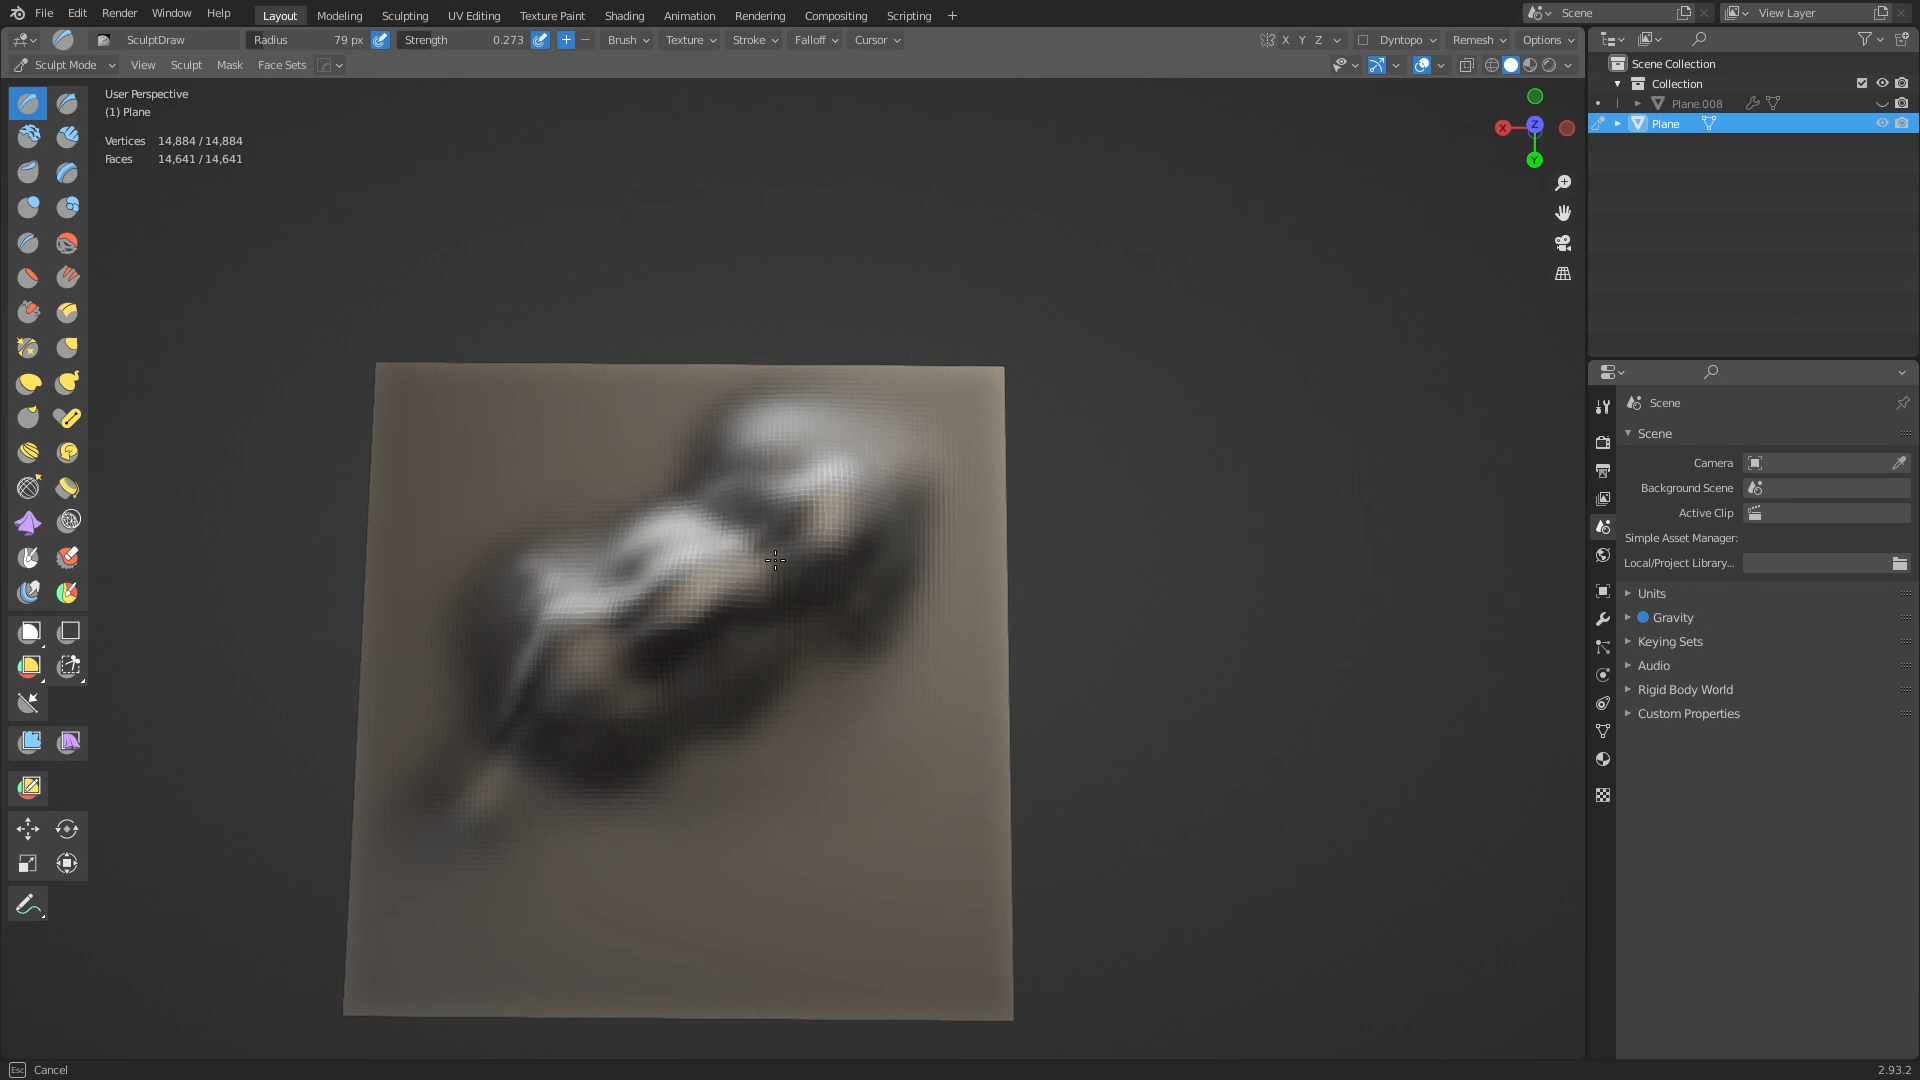 File Edit Render Window Help Layout Modeling Sculpting UV Editing Texture Paint Shading Animation Rendering Compositing Scripting Scene View Layer
SculptDraw Radius 79 px Strength 0.273 Brush Texture Stroke Falloff Cursor X Y Z Dyntopo Remesh Options
Sculpt Mode View Sculpt Mask Face Sets
Scene Collection
Collection
Plane.008
Plane
User Perspective
(1) Plane
Vertices 14,884 / 14,884
Faces 14,641 / 14,641
X Z
Y
Scene
Scene
Camera
Background Scene
Active Clip
Simple Asset Manager:
Local/Project Library...
Units
Gravity
Keying Sets
Audio
Rigid Body World
Custom Properties
Esc Cancel 2.93.2